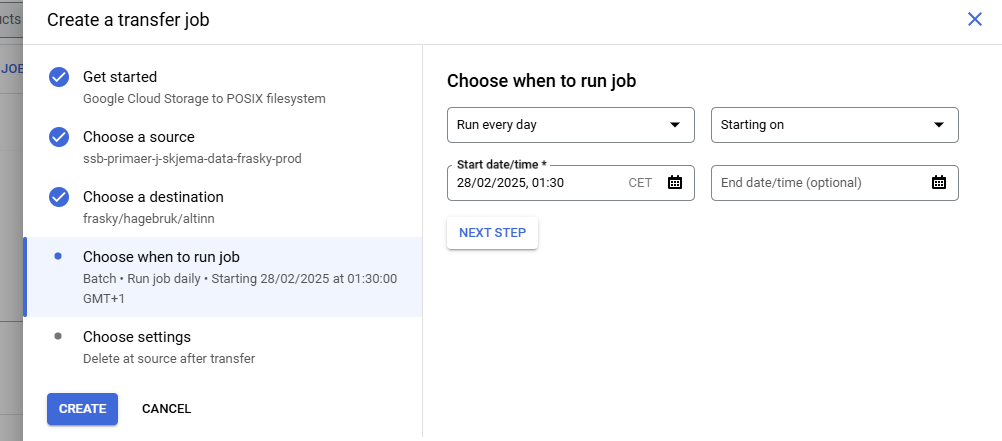 Create a transfer job
ucts
JOB
Get started
Google Cloud Storage to POSIX filesystem
Choose a source
ssb-primaer-j-skjema-data-frasky-prod
Choose a destination
frasky/hagebruk/altinn
Choose when to run job
Batch • Run job daily • Starting 28/02/2025 at 01:30:00
GMT+1
Choose settings
Delete at source after transfer
CREATE CANCEL
Choose when to run job
Run every day Starting on
Start date/time *
28/02/2025, 01:30 CET End date/time (optional)
NEXT STEP